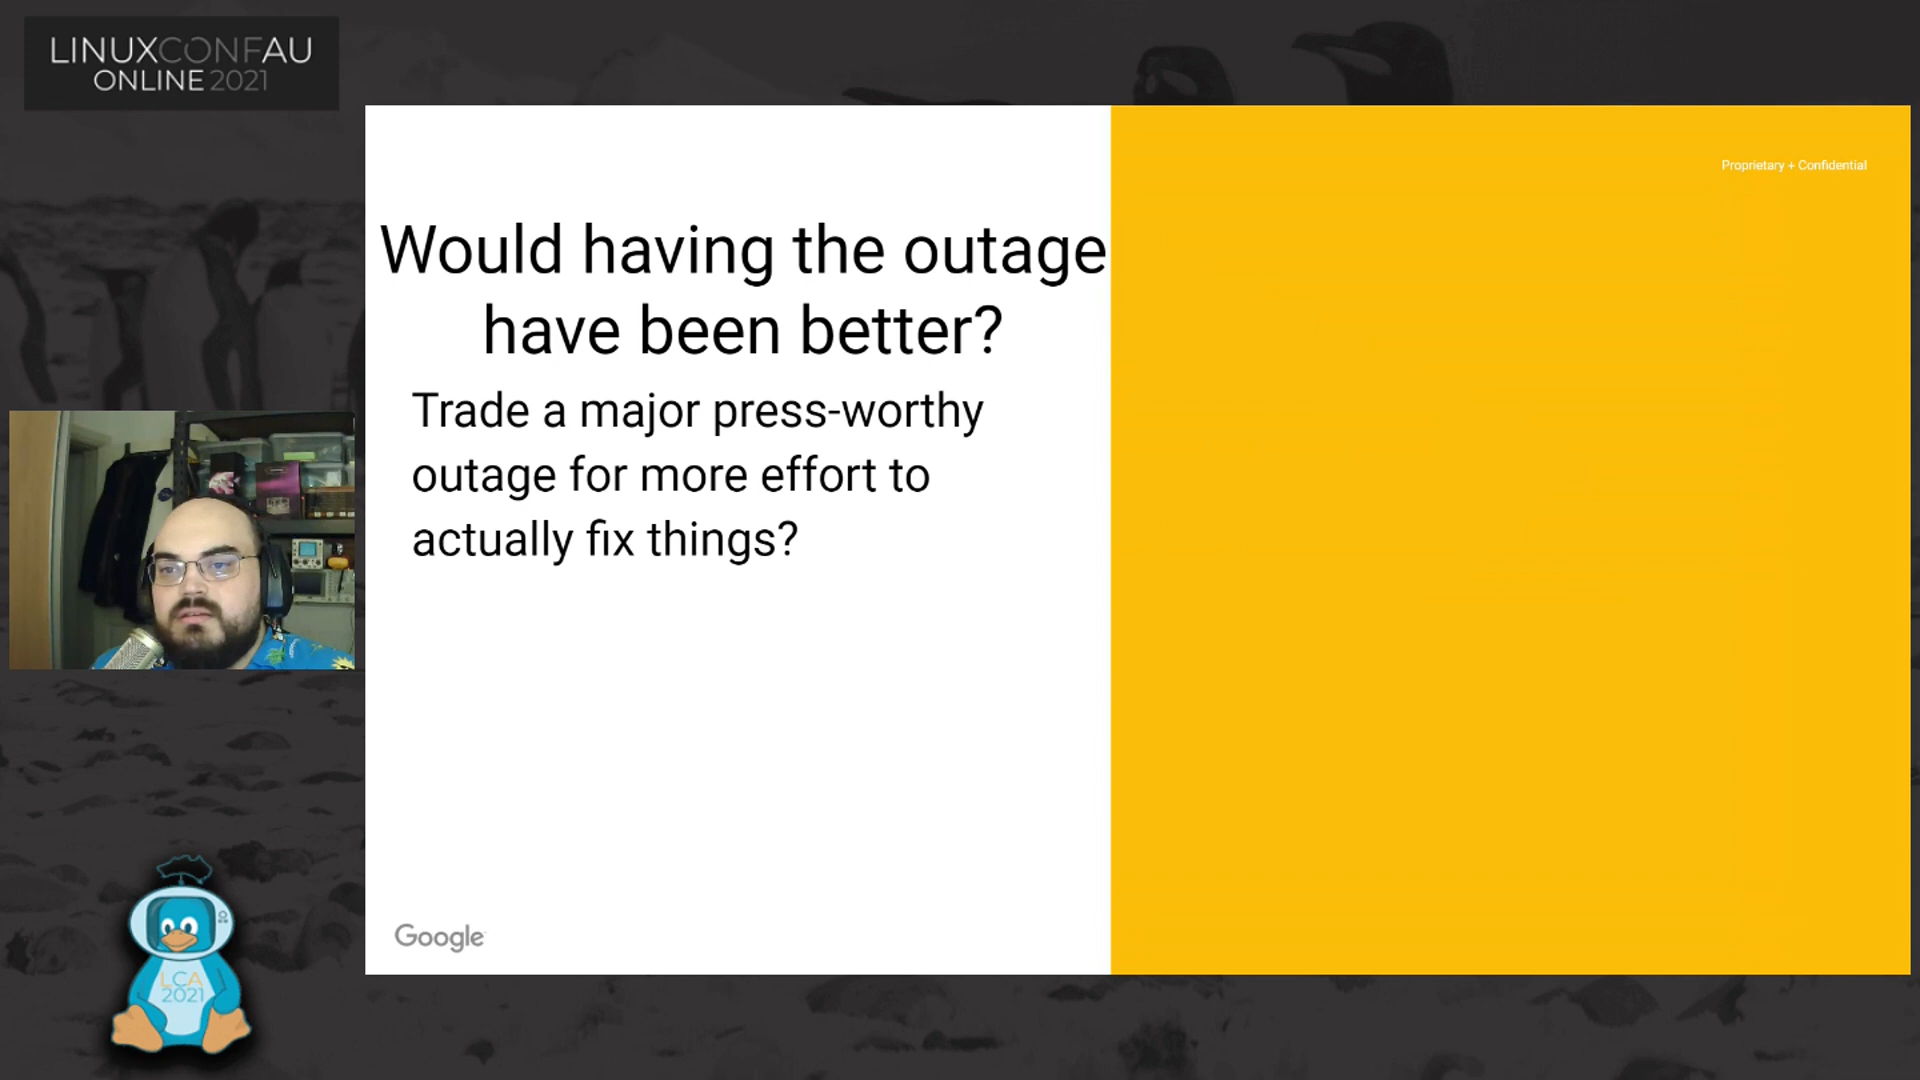 LINUXCONFAU
ONLINE 2021
Proprietary + Confidential
Would having the outage
have been better?
Trade a major press-worthy
outage for more effort to
actually fix things?
Google
LCA
2021